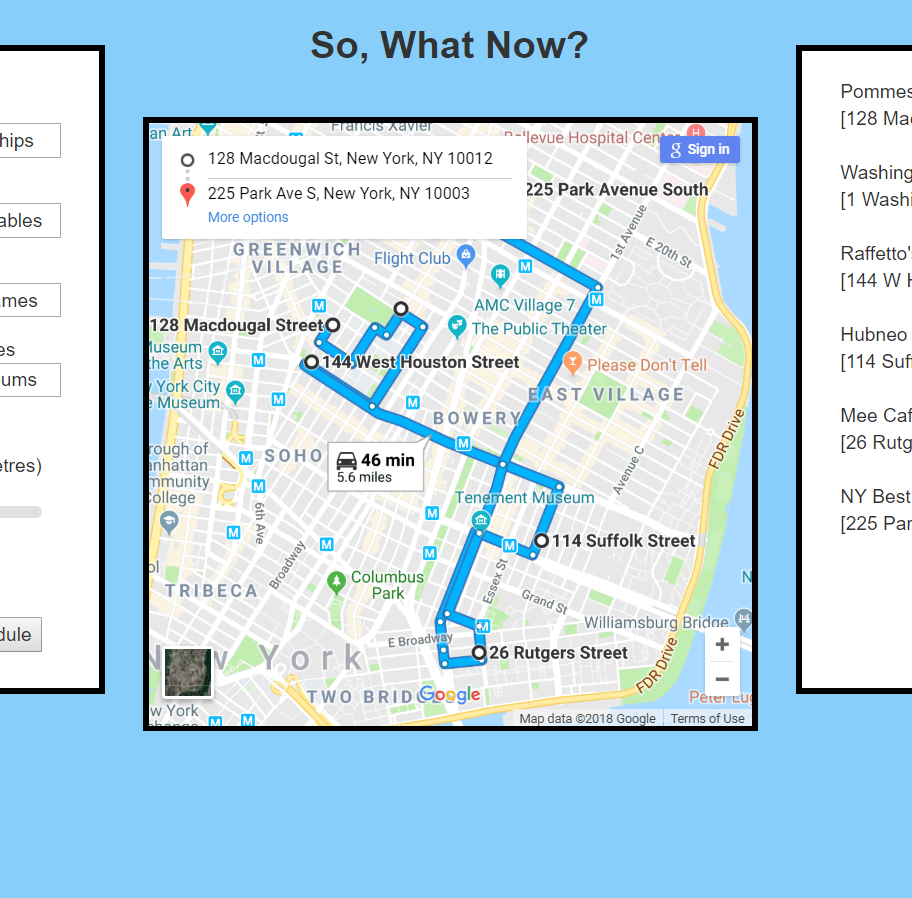 So, What Now?
hips
ables
ames
es
ums
etres)
dule
an Art
Francis Xavier
Bellevue Hospital Cente
128 Macdougal St, New York, NY 10012
225 Park Ave S, New York, NY 10003
More options
Sign in
225 Park Avenue South
1st Avenue
E 20th St
GREENWICH
VILLAGE
Flight Club
AMC Village 7
The Public Theater
128 Macdougal Street
Museum
the Arts
144 West Houston Street
Please Don't Tell
York City
e Museum
EAST VILLAGE
BOWERY
FDR Drive
SOHO
46 min
5.6 miles
orough of
anhattan
mmunity
College
Avenue C
Tenement Museum
6th Ave
114 Suffolk Street
Broadway
Essex St
TRIBECA
Columbus
Park
Grand St
Williamsburg Bridge
E Broadway
26 Rutgers Street
New York
FDR Drive
TWO BRIDG
Google
Peter Lug
w York
change
Map data ©2018 Google
Terms of Use
Pommes
[128 Mac
Washing
[1 Washi
Raffetto's
[144 W H
Hubneo
[114 Suff
Mee Caf
[26 Rutg
NY Best
[225 Par